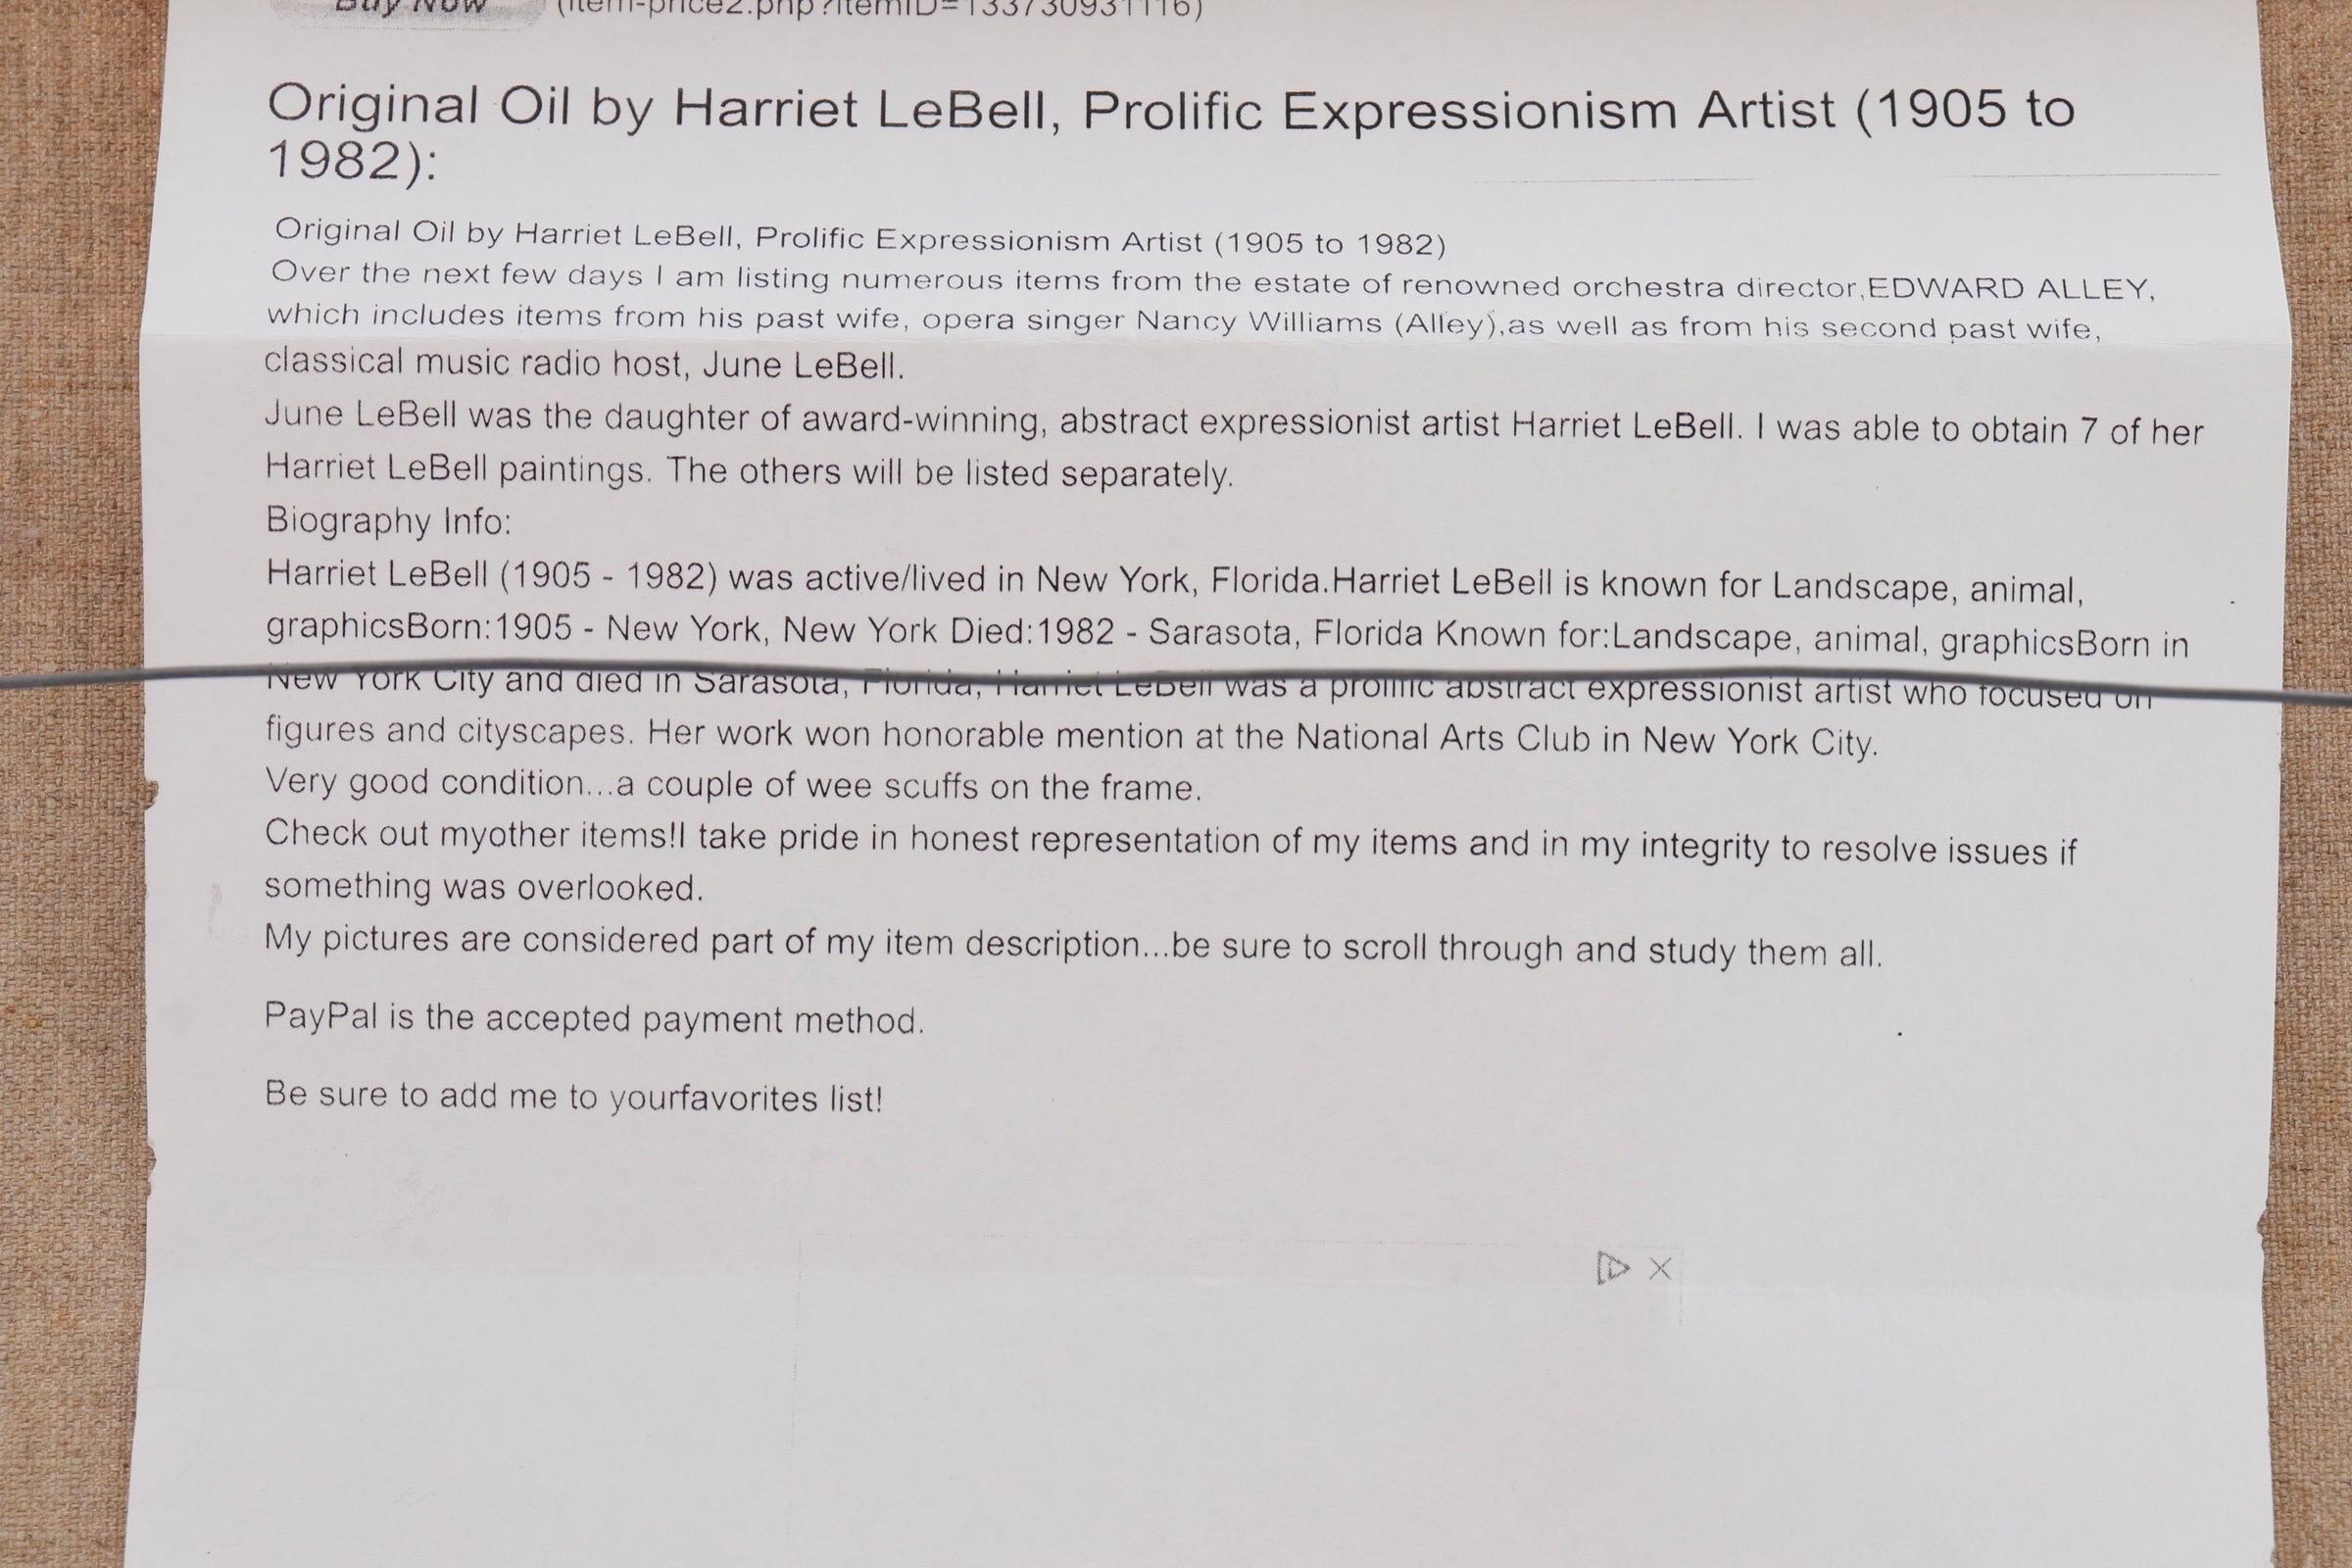 Buy Now (item-price2.php?itemID=133730931116)
Original Oil by Harriet LeBell, Prolific Expressionism Artist (1905 to
1982):
Original Oil by Harriet LeBell, Prolific Expressionism Artist (1905 to 1982)
Over the next few days I am listing numerous items from the estate of renowned orchestra director,EDWARD ALLEY,
which includes items from his past wife, opera singer Nancy Williams (Alley),as well as from his second past wife,
classical music radio host, June LeBell.
June LeBell was the daughter of award-winning, abstract expressionist artist Harriet LeBell. I was able to obtain 7 of her
Harriet LeBell paintings. The others will be listed separately.
Biography Info:
Harriet LeBell (1905 - 1982) was active/lived in New York, Florida.Harriet LeBell is known for Landscape, animal,
graphicsBorn:1905 - New York, New York Died:1982 - Sarasota, Florida Known for:Landscape, animal, graphicsBorn in
New York City and died in Sarasota, Florida, Harriet LeBell was a prolific abstract expressionist artist who focused on
figures and cityscapes. Her work won honorable mention at the National Arts Club in New York City.
Very good condition...a couple of wee scuffs on the frame.
Check out myother items!I take pride in honest representation of my items and in my integrity to resolve issues if
something was overlooked.
My pictures are considered part of my item description...be sure to scroll through and study them all.
PayPal is the accepted payment method.
Be sure to add me to yourfavorites list!